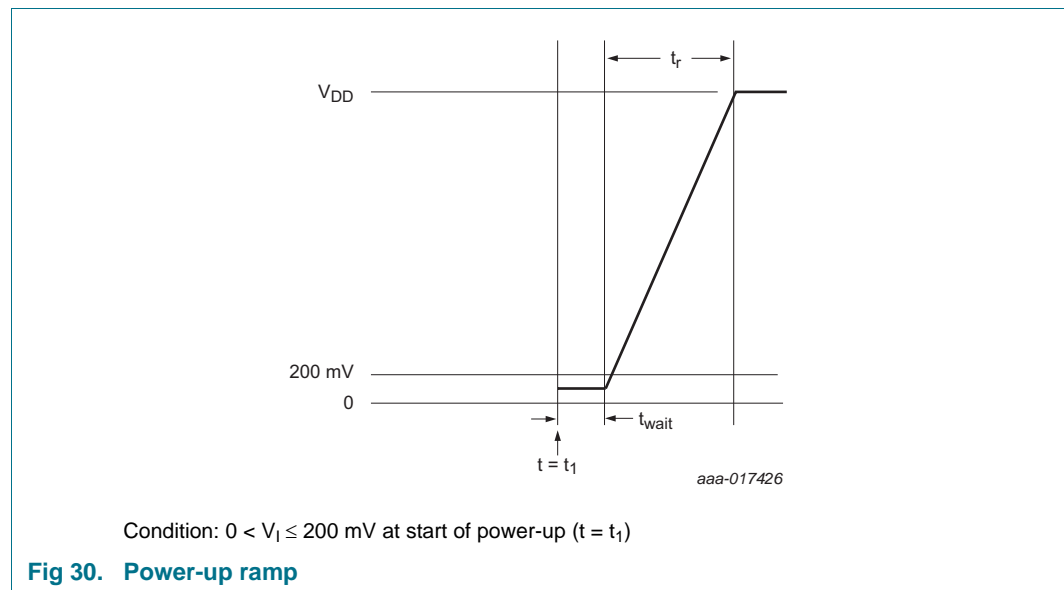 t_r
V_DD
200 mV
0
t_wait
t = t_1
aaa-017426
Condition: 0 < V_I ≤ 200 mV at start of power-up (t = t_1)
Fig 30. Power-up ramp